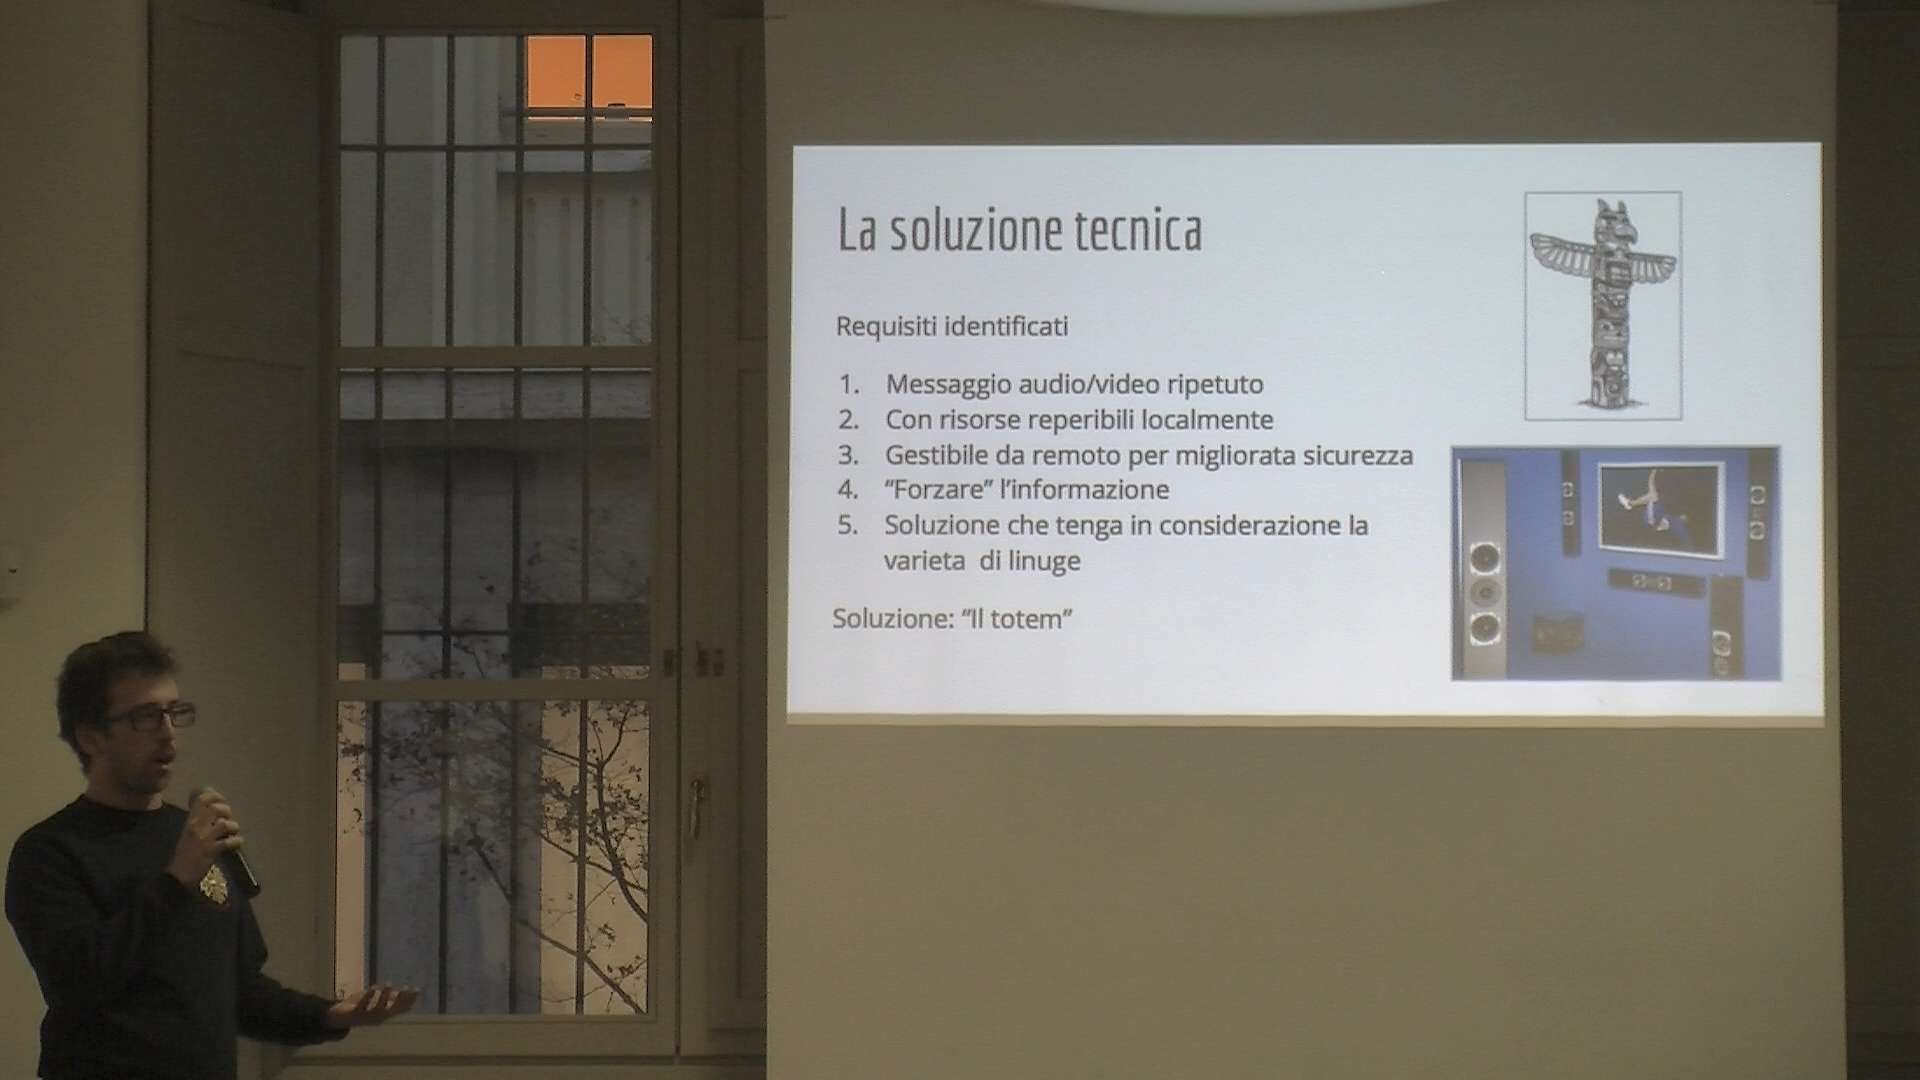 La soluzione tecnica
Requisiti identificati
1. Messaggio audio/video ripetuto
2. Con risorse reperibili localmente
3. Gestibile da remoto per migliorata sicurezza
4. “Forzare” l’informazione
5. Soluzione che tenga in considerazione la
varieta di linuge
Soluzione: “Il totem”